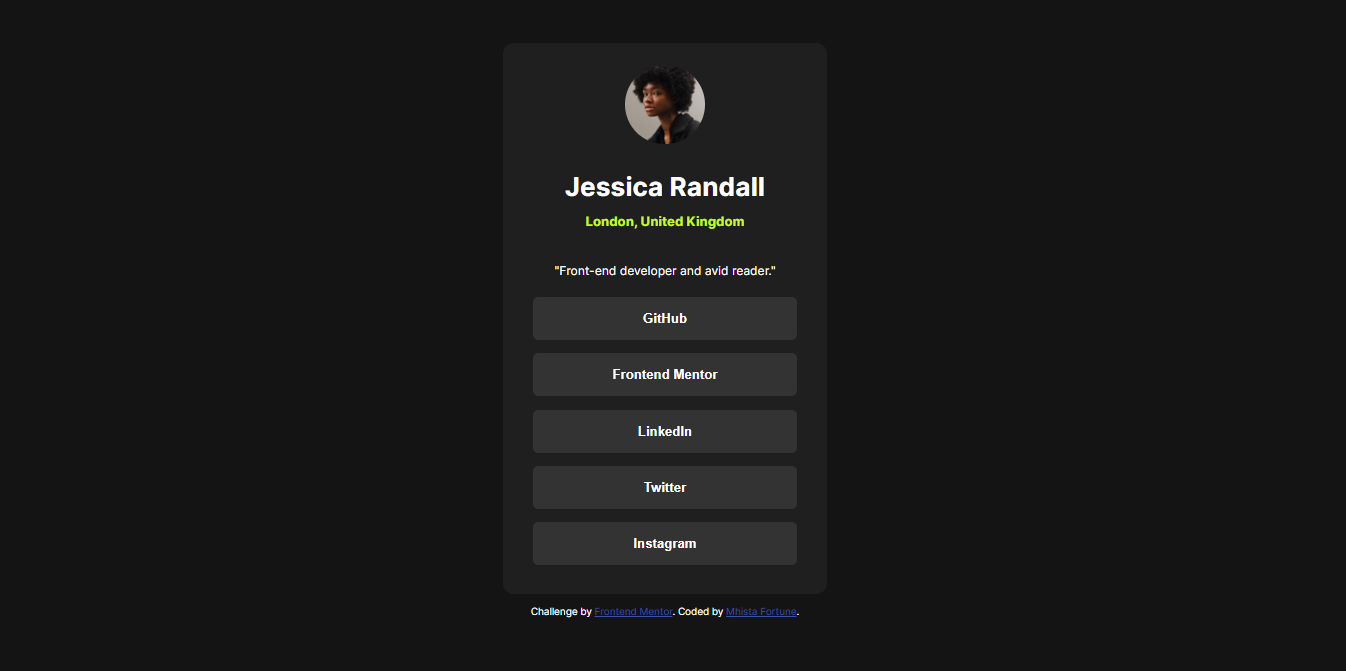 Jessica Randall
London, United Kingdom
"Front-end developer and avid reader."
GitHub
Frontend Mentor
LinkedIn
Twitter
Instagram
Challenge by Frontend Mentor. Coded by Mhista Fortune.